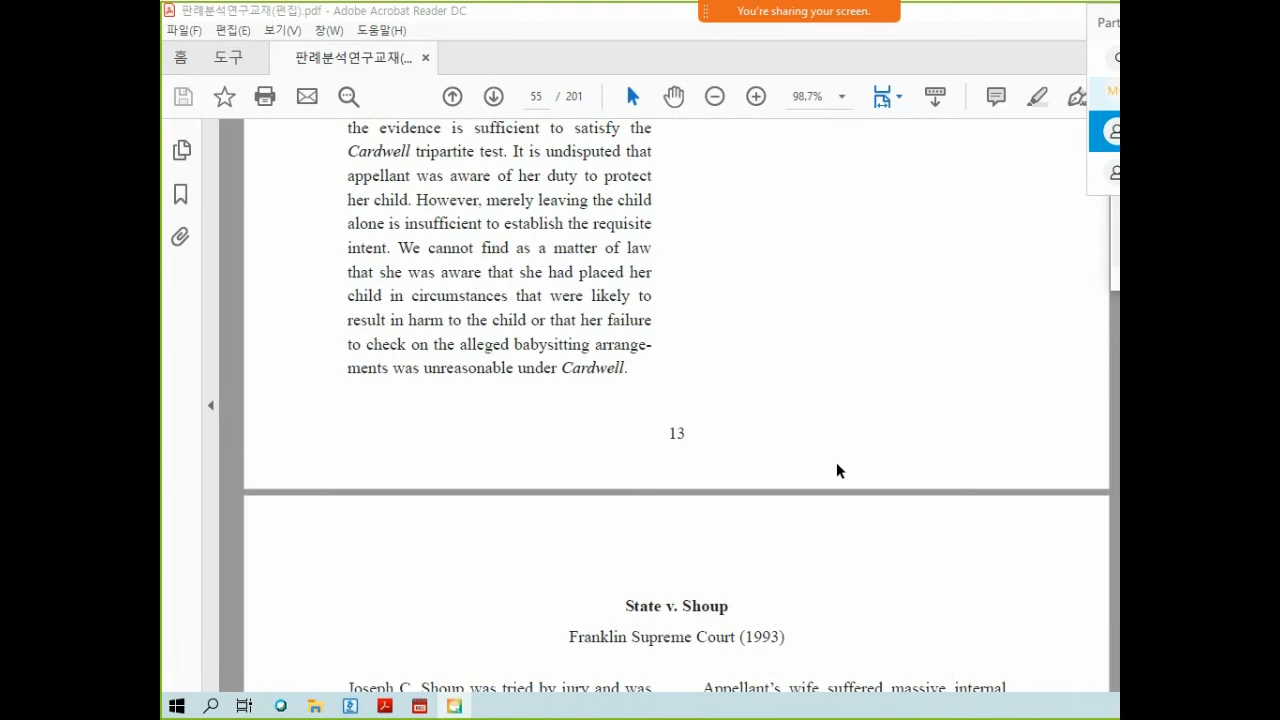 판례분석연구교재(편집).pdf - Adobe Acrobat Reader DC
You're sharing your screen.
파일(F) 편집(E) 보기(V) 창(W) 도움말(H)
홈 도구 판례분석연구교재(... ×
55 / 201 98.7%
the evidence is sufficient to satisfy the
Cardwell tripartite test. It is undisputed that
appellant was aware of her duty to protect
her child. However, merely leaving the child
alone is insufficient to establish the requisite
intent. We cannot find as a matter of law
that she was aware that she had placed her
child in circumstances that were likely to
result in harm to the child or that her failure
to check on the alleged babysitting arrange-
ments was unreasonable under Cardwell.
13
State v. Shoup
Franklin Supreme Court (1993)
Joseph C. Shoup was tried by jury and was
Appellant's wife suffered massive internal